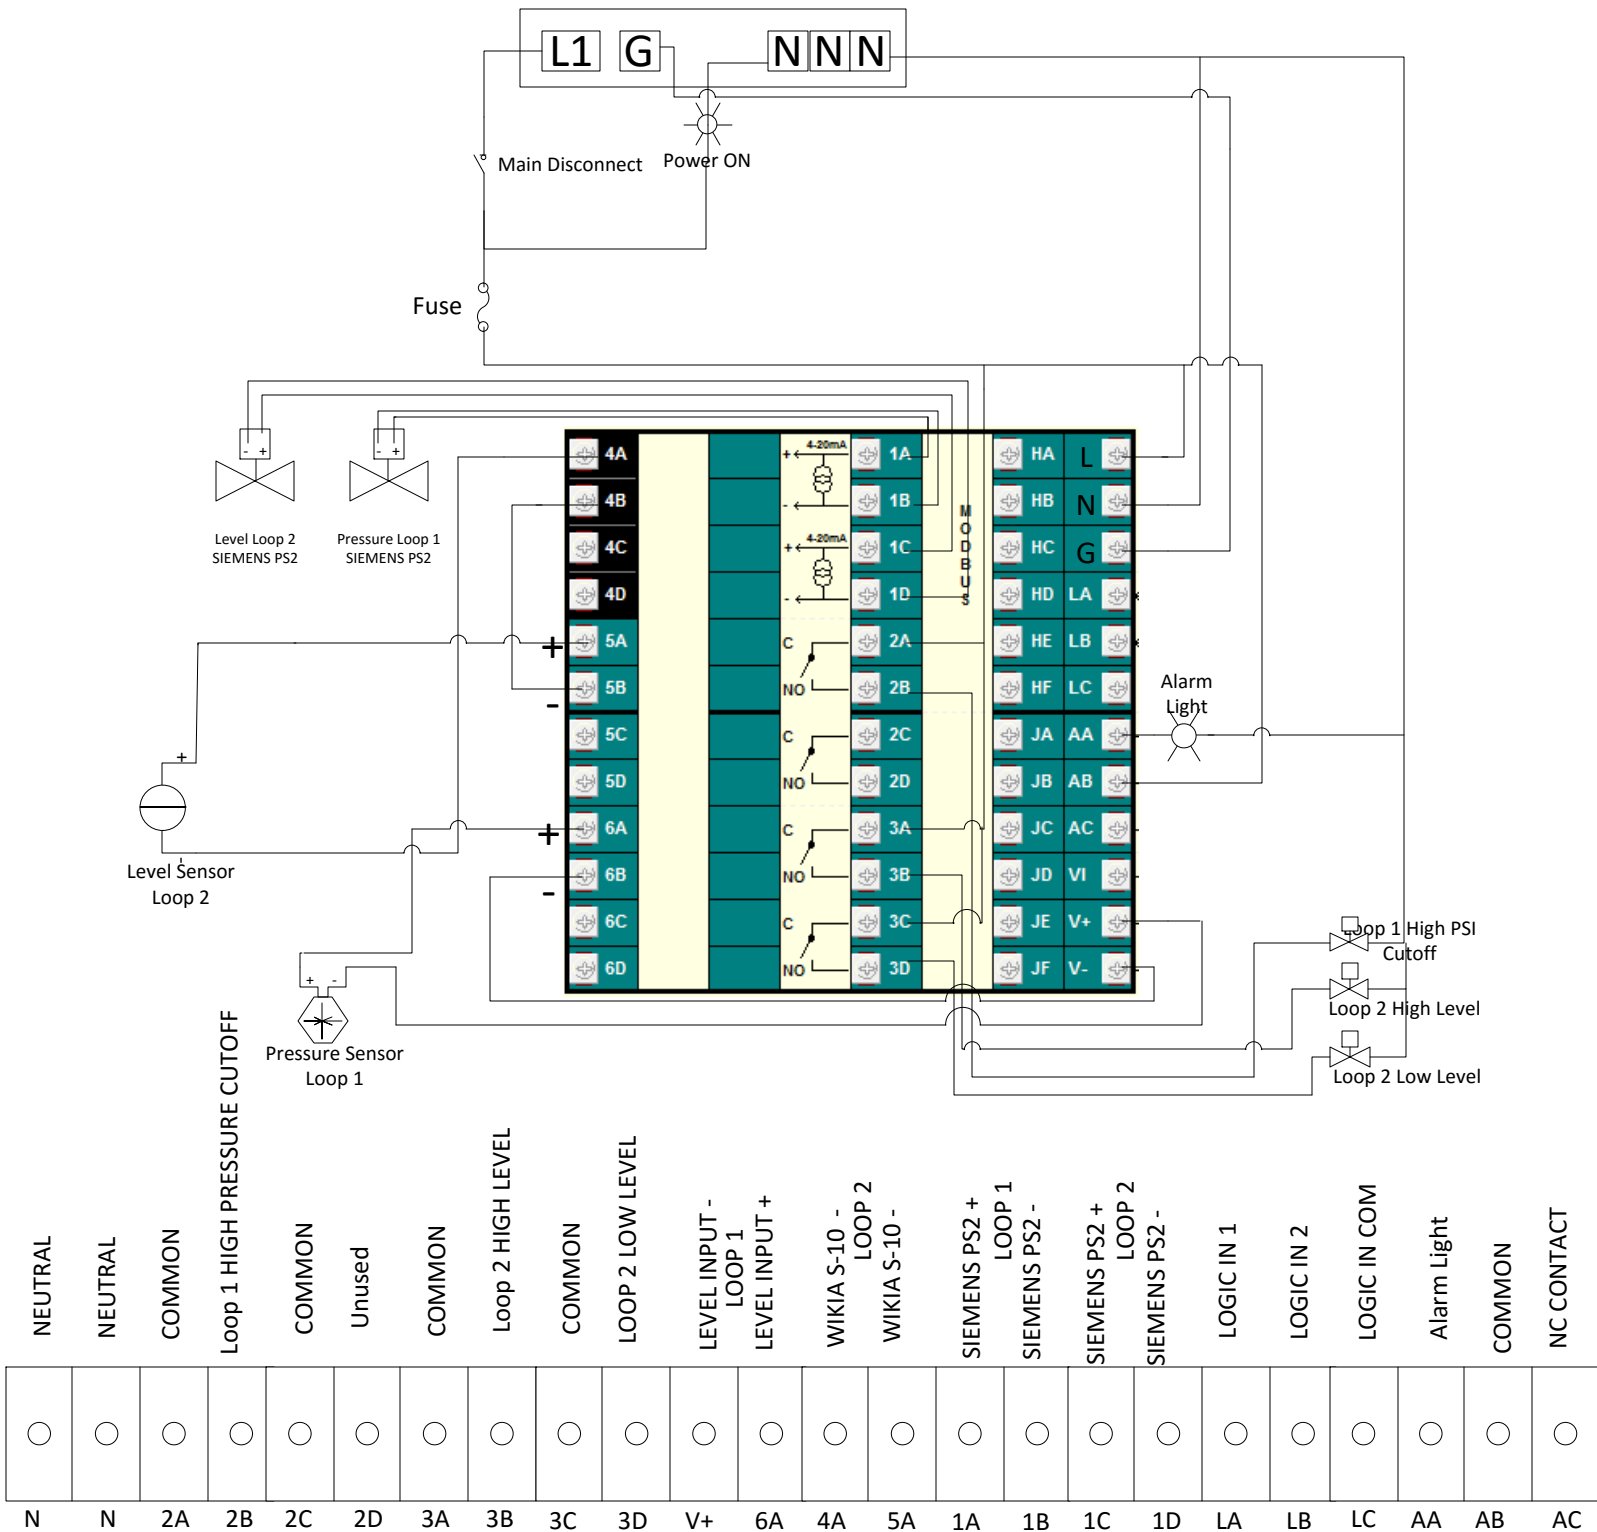 L1 G N N N
Main Disconnect
Power ON
Fuse
- +
- +
Level Loop 2
SIEMENS PS2
Pressure Loop 1
SIEMENS PS2
4A + 4-20mA 1A HA L
4B - 1B HB N
4C + 4-20mA 1C HC G
4D - 1D HD LA
MODBUS
+ 5A C 2A HE LB
- 5B NO 2B HF LC
5C C 2C JA AA
5D NO 2D JB AB
+ 6A C 3A JC AC
- 6B NO 3B JD VI
6C C 3C JE V+
6D NO 3D JF V-
Alarm
Light
+
-
Level Sensor
Loop 2
+ -
Pressure Sensor
Loop 1
Loop 1 High PSI
Cutoff
Loop 2 High Level
Loop 2 Low Level
NEUTRAL
NEUTRAL
COMMON
Loop 1 HIGH PRESSURE CUTOFF
COMMON
Unused
COMMON
Loop 2 HIGH LEVEL
COMMON
LOOP 2 LOW LEVEL
LEVEL INPUT -
LOOP 1
LEVEL INPUT +
WIKIA S-10 -
LOOP 2
WIKIA S-10 -
SIEMENS PS2 +
LOOP 1
SIEMENS PS2 -
SIEMENS PS2 +
LOOP 2
SIEMENS PS2 -
LOGIC IN 1
LOGIC IN 2
LOGIC IN COM
Alarm Light
COMMON
NC CONTACT
N N 2A 2B 2C 2D 3A 3B 3C 3D V+ 6A 4A 5A 1A 1B 1C 1D LA LB LC AA AB AC